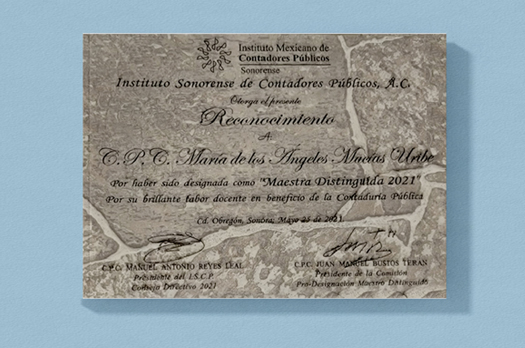 Instituto Mexicano de
Contadores Públicos
Sonorense
Instituto Sonorense de Contadores Públicos, A.C.
Otorga el presente
Reconocimiento
A
C.P.C. María de los Ángeles Uribe
Por haber sido designada como "Maestra Distinguida 2021"
Por su brillante labor docente en beneficio de la Contaduría Pública
Cd. Obregón, Sonora; Mayo 25 de 2021
C.P.C. MANUEL ANTONIO REYES LEAL
Presidente del I.S.C.P.
Consejo Directivo 2021
C.P.C. JUAN MANUEL BUSTOS TERAN
Presidente de la Comisión
Pro-Designación Maestro Distinguido